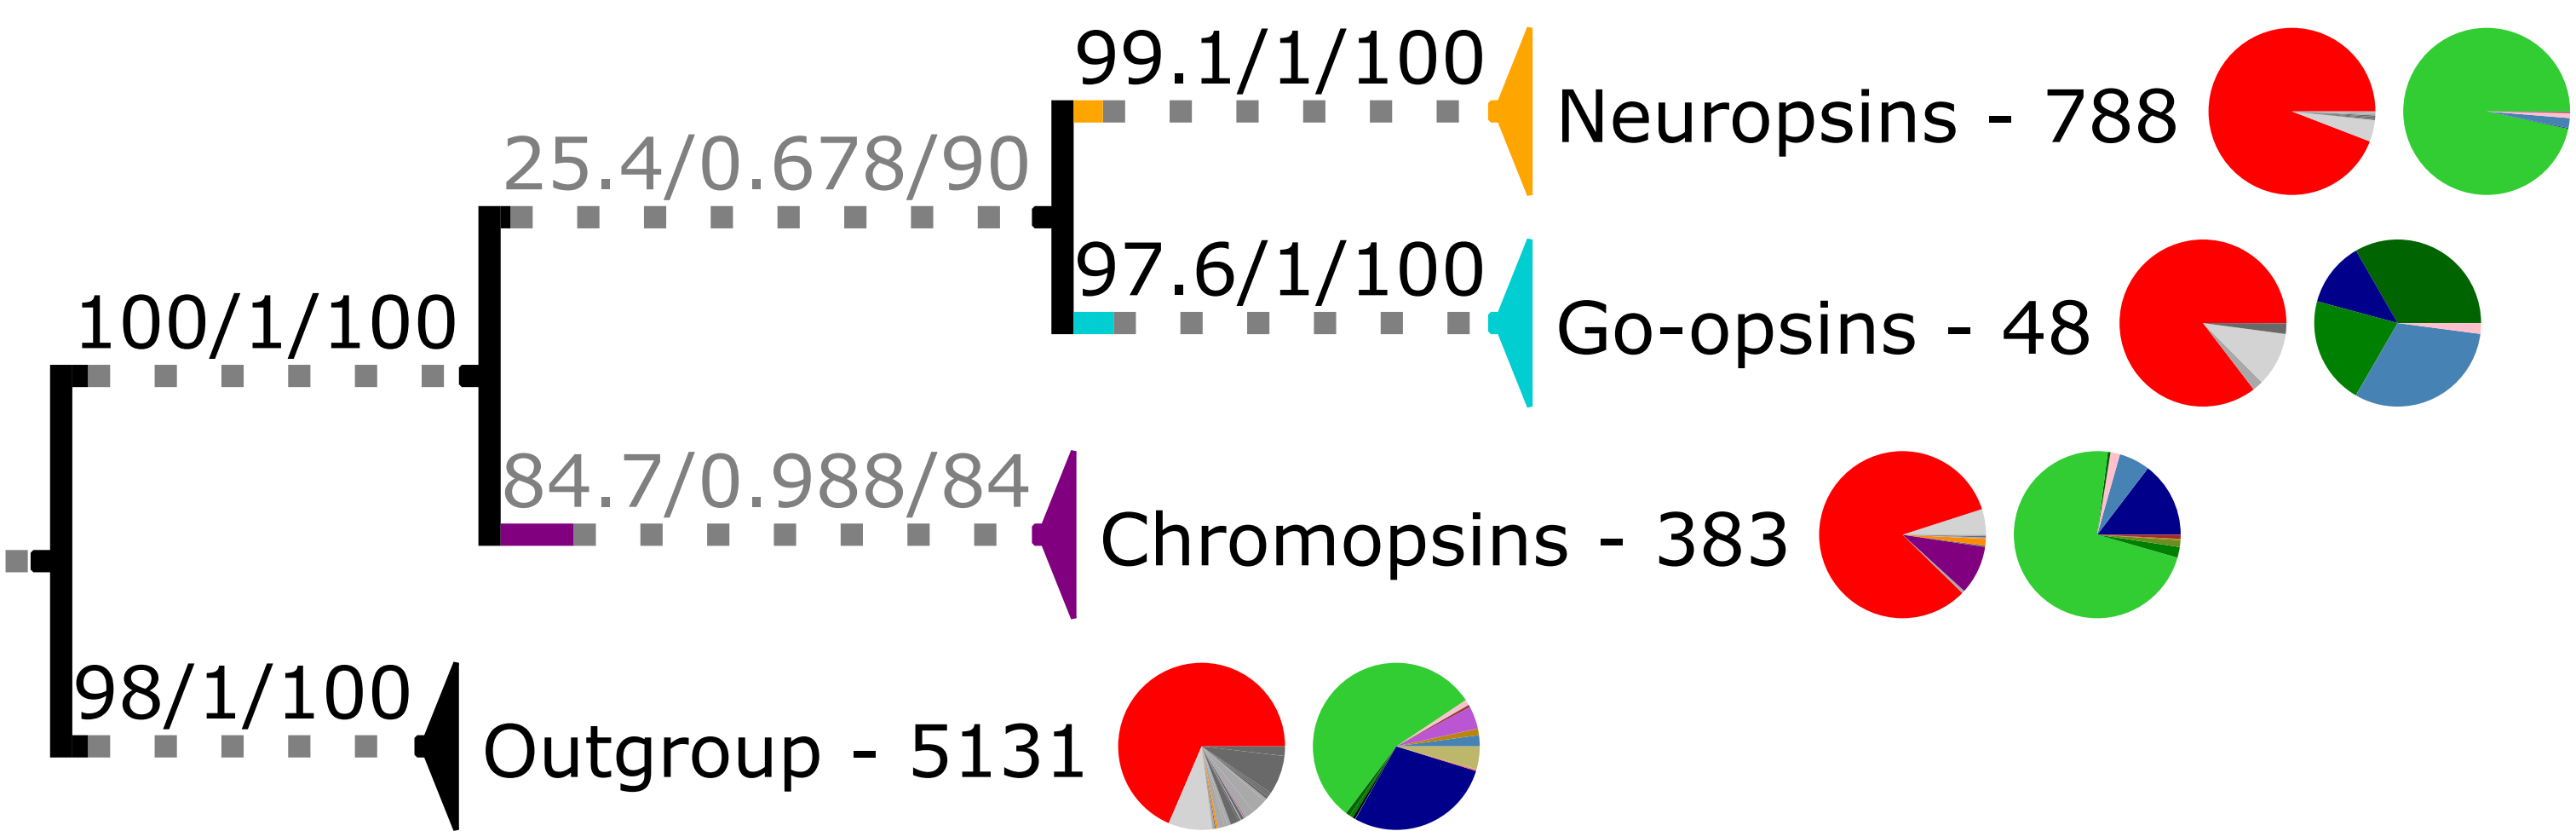 99.1/1/100
Neuropsins - 788
25.4/0.678/90
97.6/1/100
Go-opsins - 48
100/1/100
84.7/0.988/84
Chromopsins - 383
98/1/100
Outgroup - 5131